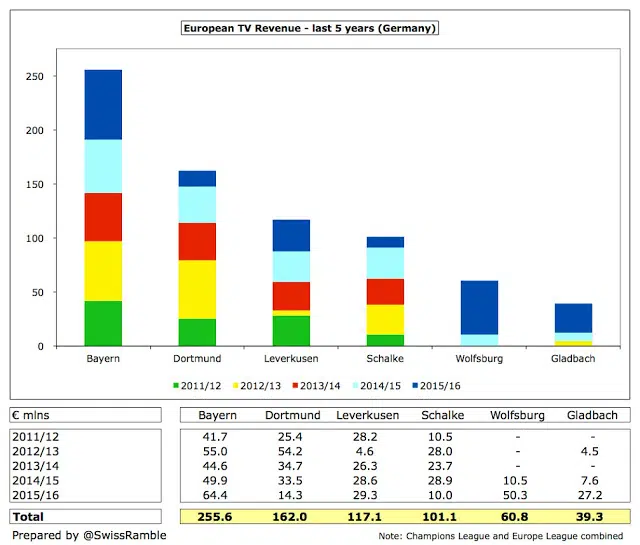 European TV Revenue - last 5 years (Germany)
250
200
150
100
50
0
Bayern Dortmund Leverkusen Schalke Wolfsburg Gladbach
2011/12 2012/13 2013/14 2014/15 2015/16
€ mlns Bayern Dortmund Leverkusen Schalke Wolfsburg Gladbach
2011/12 41.7 25.4 28.2 10.5 - -
2012/13 55.0 54.2 4.6 28.0 - 4.5
2013/14 44.6 34.7 26.3 23.7 - -
2014/15 49.9 33.5 28.6 28.9 10.5 7.6
2015/16 64.4 14.3 29.3 10.0 50.3 27.2
Total 255.6 162.0 117.1 101.1 60.8 39.3
Prepared by @SwissRamble Note: Champions League and Europe League combined